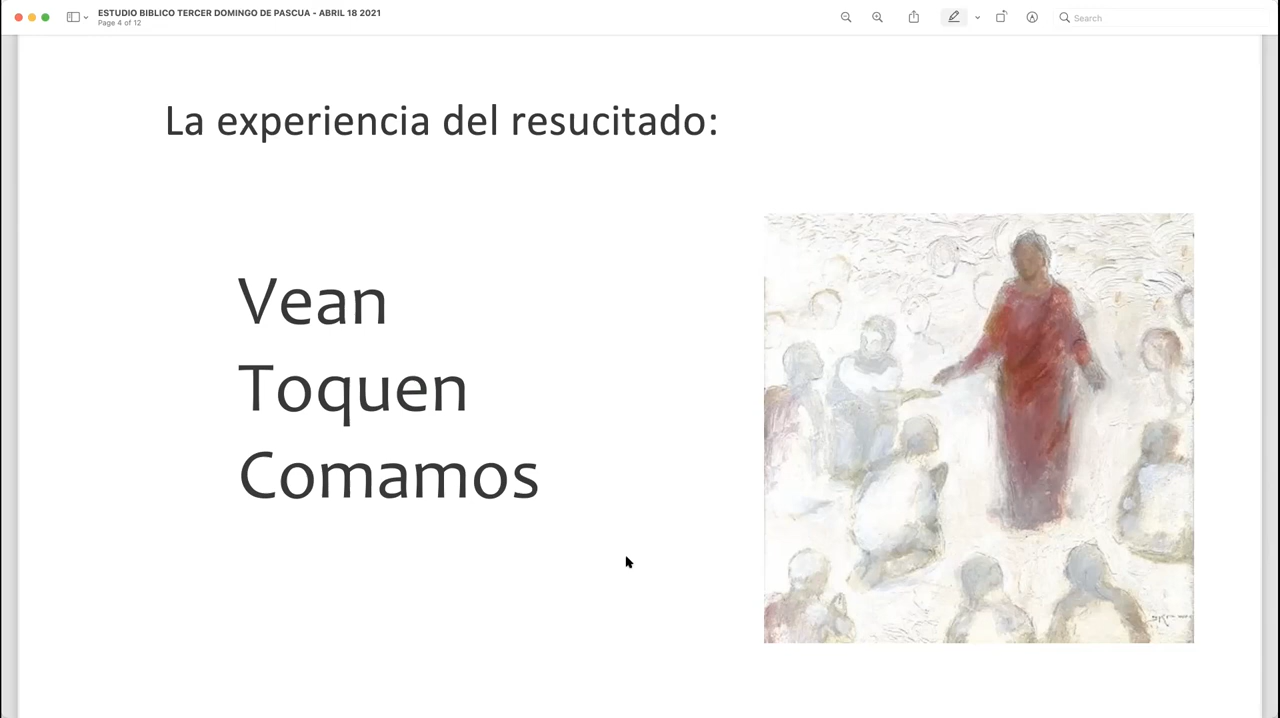 ESTUDIO BIBLICO TERCER DOMINGO DE PASCUA - ABRIL 18 2021
Page 4 of 12
Search
La experiencia del resucitado:
Vean
Toquen
Comamos